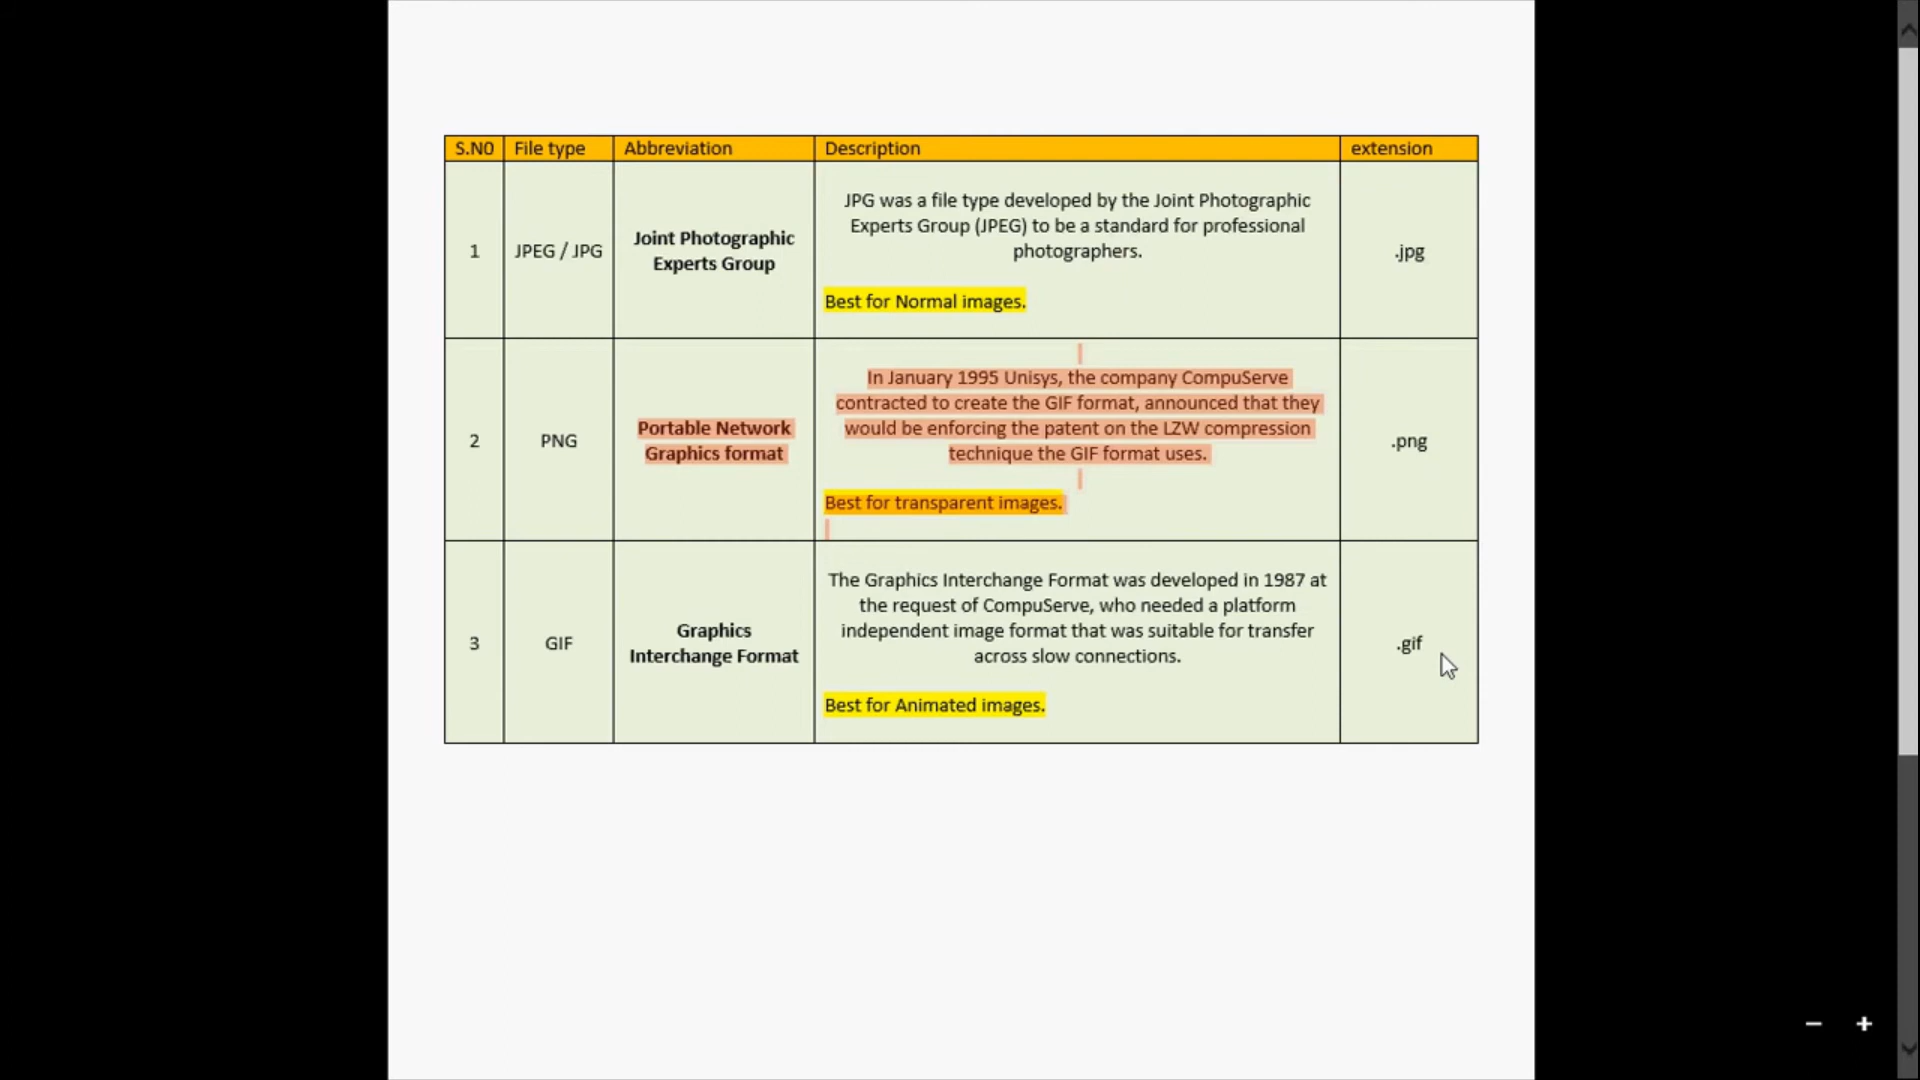 S.N0 File type Abbreviation Description extension
1 JPEG / JPG
Joint Photographic
Experts Group
JPG was a file type developed by the Joint Photographic
Experts Group (JPEG) to be a standard for professional
photographers.
Best for Normal images.
.jpg
2 PNG
Portable Network
Graphics format
In January 1995 Unisys, the company CompuServe
contracted to create the GIF format, announced that they
would be enforcing the patent on the LZW compression
technique the GIF format uses.
Best for transparent images.
.png
3 GIF
Graphics
Interchange Format
The Graphics Interchange Format was developed in 1987 at
the request of CompuServe, who needed a platform
independent image format that was suitable for transfer
across slow connections.
Best for Animated images.
.gif